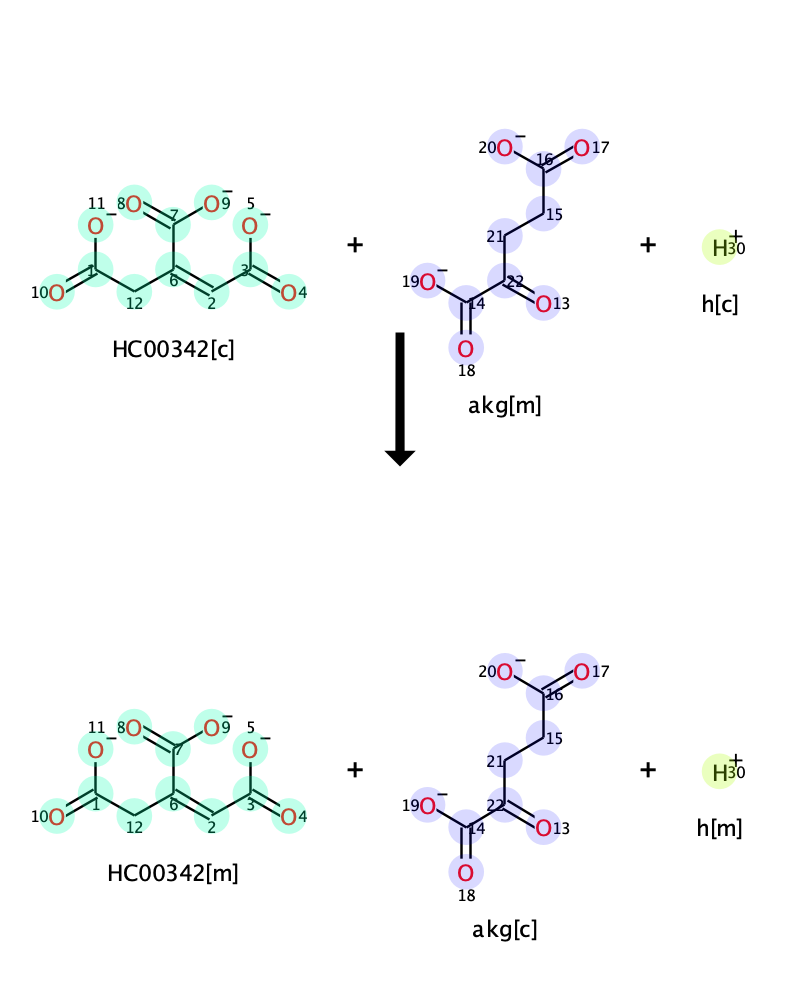 20 O − 16 O 17
11 8 O O − 9 5
O − 7 O − 15
21
+ + H + 30
1 6 3 19 O − 22
10 O 12 2 O 4 14 O 13
h[c]
HC00342[c] O
18
akg[m]
20 O − O 17
16
11 8 O O − 9 5 15
O − 7 O − 21
+ + H + 30
1 6 3 19 O − 22
10 O 12 2 O 4 14 O 13
h[m]
HC00342[m] O
18
akg[c]